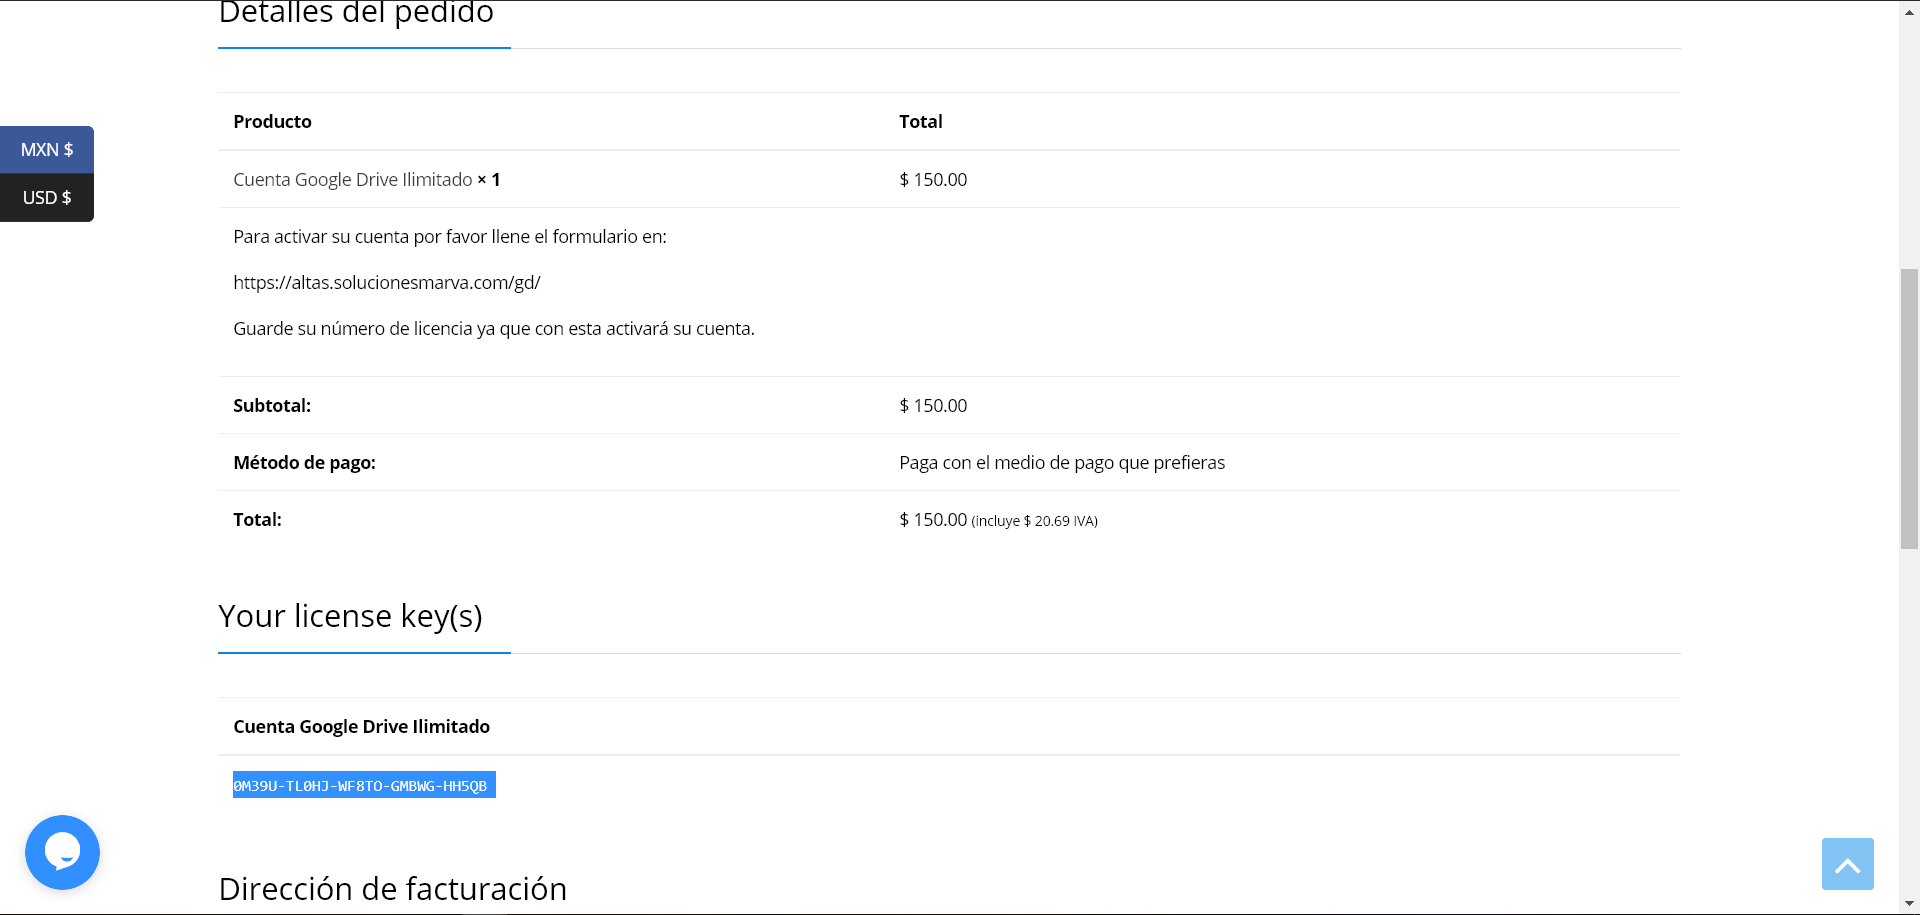 Detalles del pedido
MXN $
USD $
Producto Total
Cuenta Google Drive Ilimitado × 1 $ 150.00
Para activar su cuenta por favor llene el formulario en:
https://altas.solucionesmarva.com/gd/
Guarde su número de licencia ya que con esta activará su cuenta.
Subtotal: $ 150.00
Método de pago: Paga con el medio de pago que prefieras
Total: $ 150.00 (incluye $ 20.69 IVA)
Your license key(s)
Cuenta Google Drive Ilimitado
0M39U-TL0HJ-WF8TO-GMBWG-HH5QB
Dirección de facturación